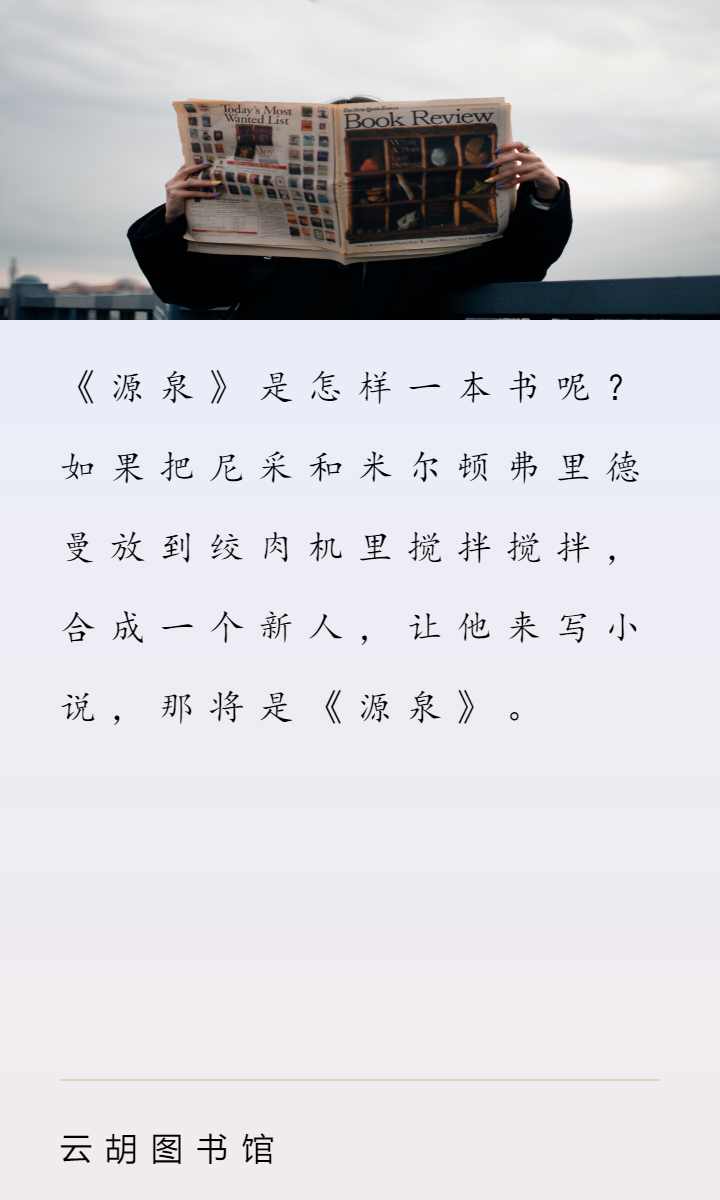 Today's Most
Wanted List
The New York Times
Book Review
《源泉》是怎样一本书呢？
如果把尼采和米尔顿弗里德
曼放到绞肉机里搅拌搅拌，
合成一个新人，让他来写小
说，那将是《源泉》。
云胡图书馆